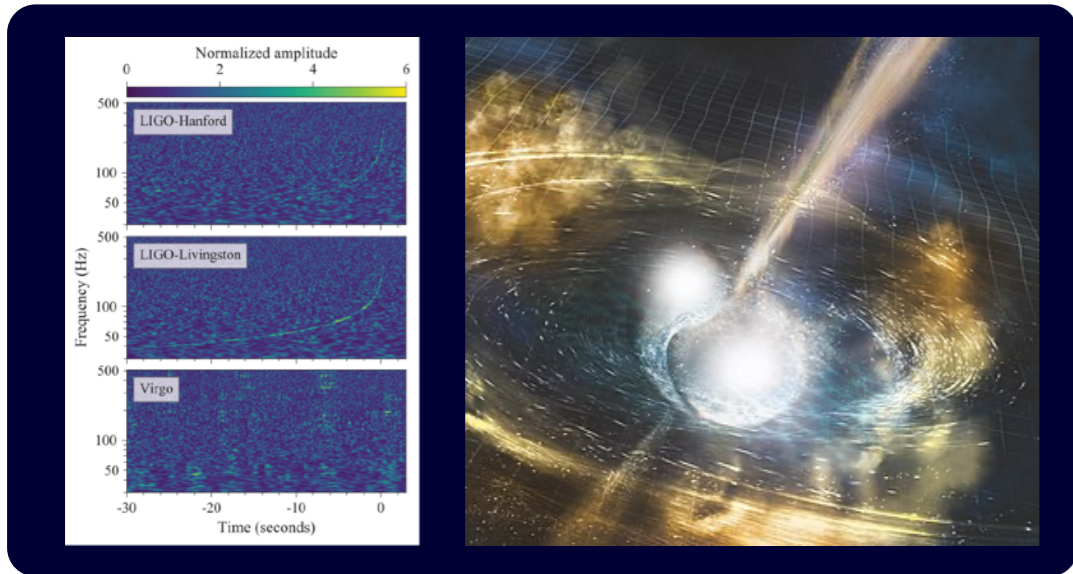 Normalized amplitude
0 2 4 6
500
LIGO-Hanford
100
50
500
LIGO-Livingston
100
50
Frequency (Hz)
500
Virgo
100
50
-30 -20 -10 0
Time (seconds)